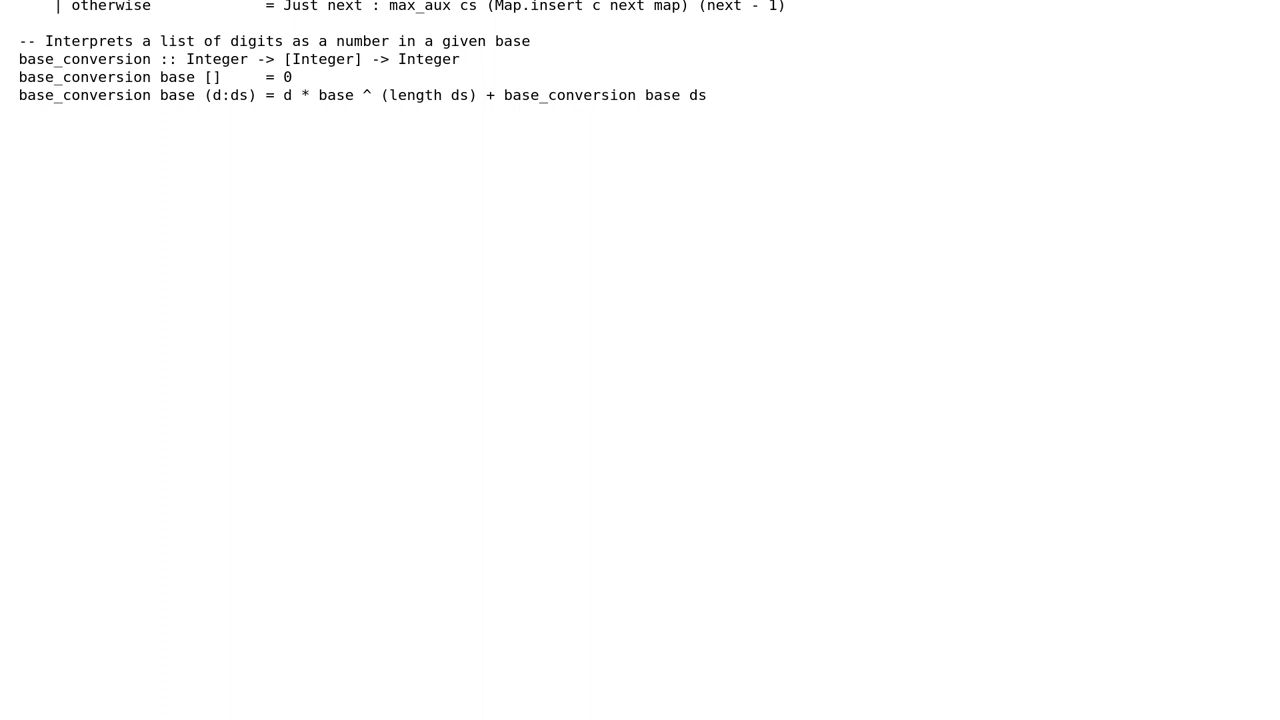 | otherwise             = Just next : max_aux cs (Map.insert c next map) (next - 1)

-- Interprets a list of digits as a number in a given base
base_conversion :: Integer -> [Integer] -> Integer
base_conversion base []     = 0
base_conversion base (d:ds) = d * base ^ (length ds) + base_conversion base ds